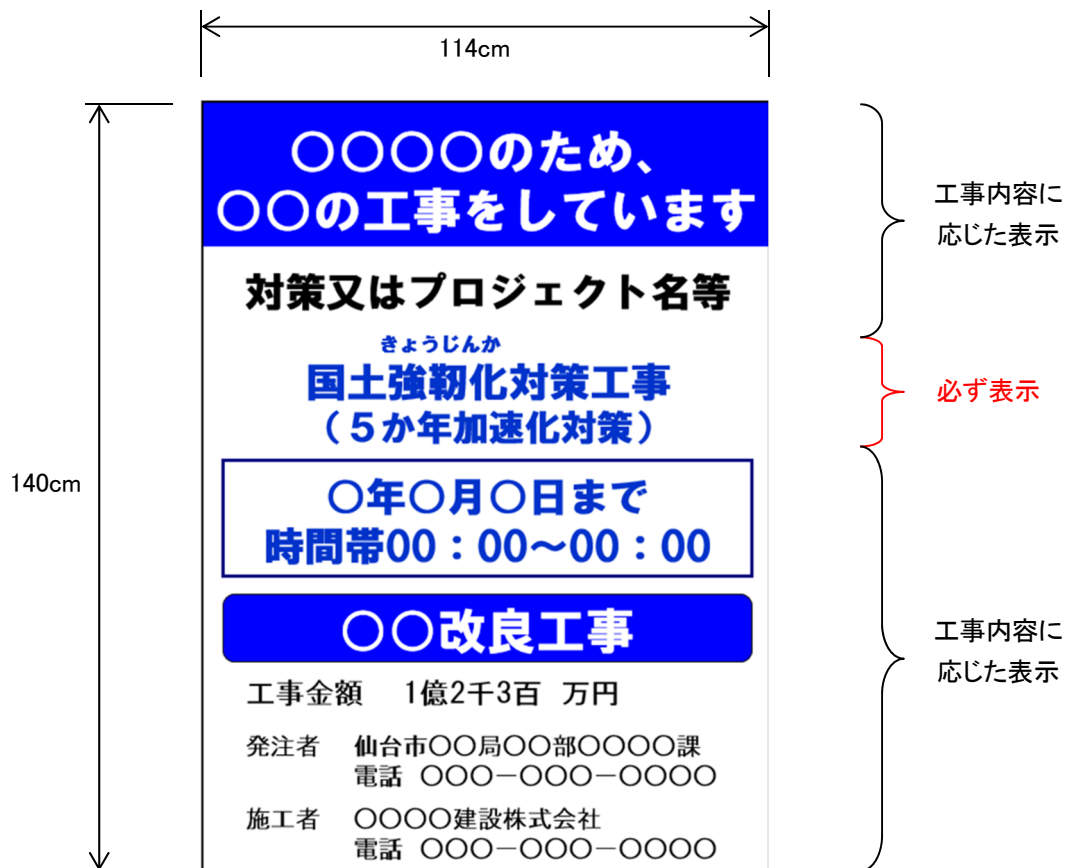 114cm
〇〇〇〇のため、
〇〇の工事をしています
工事内容に
応じた表示
対策又はプロジェクト名等
きょうじんか
国土強靭化対策工事
（５か年加速化対策）
必ず表示
140cm
〇年〇月〇日まで
時間帯00：00～00：00
〇〇改良工事
工事内容に
応じた表示
工事金額　1億2千3百 万円
発注者　仙台市〇〇局〇〇部〇〇〇〇課
電話 〇〇〇－〇〇〇－〇〇〇〇
施工者　〇〇〇〇建設株式会社
電話 〇〇〇－〇〇〇－〇〇〇〇